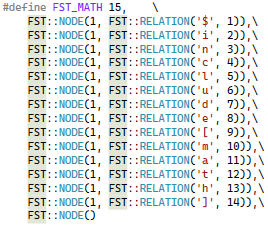 #define FST_MATH 15,    \
    FST::NODE(1, FST::RELATION('$', 1)),\
    FST::NODE(1, FST::RELATION('i', 2)),\
    FST::NODE(1, FST::RELATION('n', 3)),\
    FST::NODE(1, FST::RELATION('c', 4)),\
    FST::NODE(1, FST::RELATION('l', 5)),\
    FST::NODE(1, FST::RELATION('u', 6)),\
    FST::NODE(1, FST::RELATION('d', 7)),\
    FST::NODE(1, FST::RELATION('e', 8)),\
    FST::NODE(1, FST::RELATION('[', 9)),\
    FST::NODE(1, FST::RELATION('m', 10)),\
    FST::NODE(1, FST::RELATION('a', 11)),\
    FST::NODE(1, FST::RELATION('t', 12)),\
    FST::NODE(1, FST::RELATION('h', 13)),\
    FST::NODE(1, FST::RELATION(']', 14)),\
    FST::NODE()